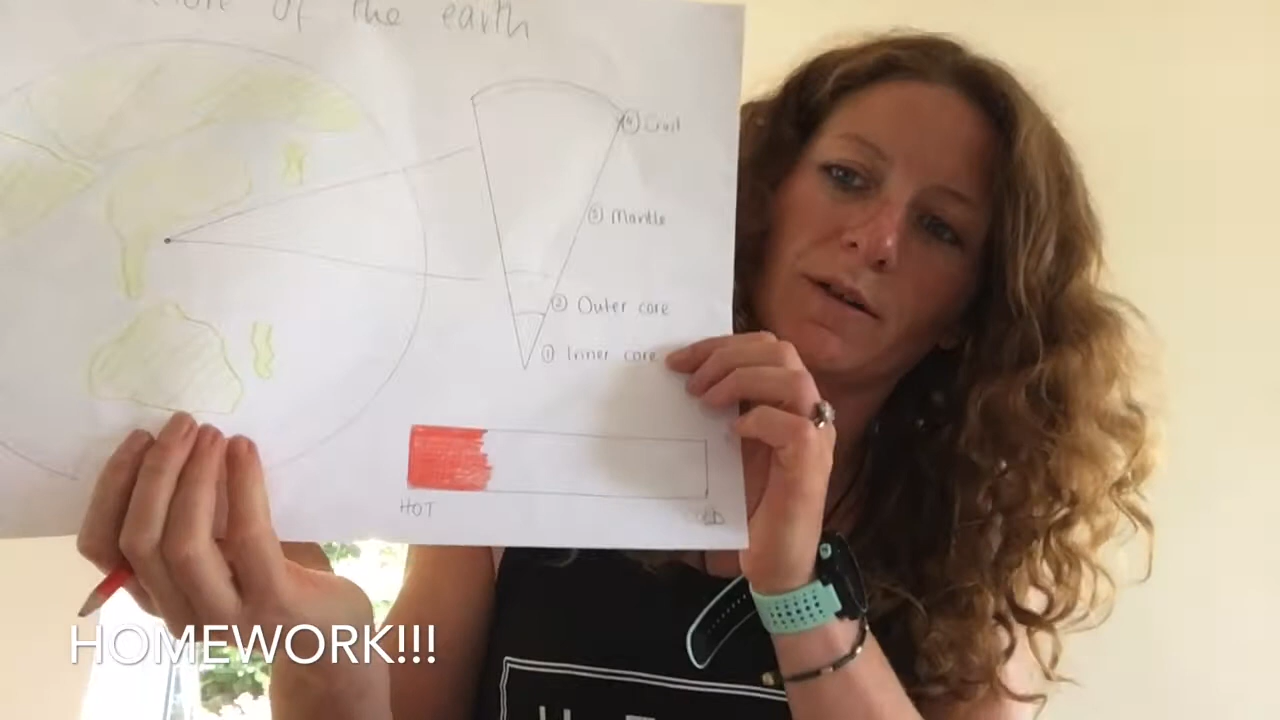 of the earth
④ Crust
③ Mantle
② Outer core
① Inner core
HOT
HOMEWORK!!!